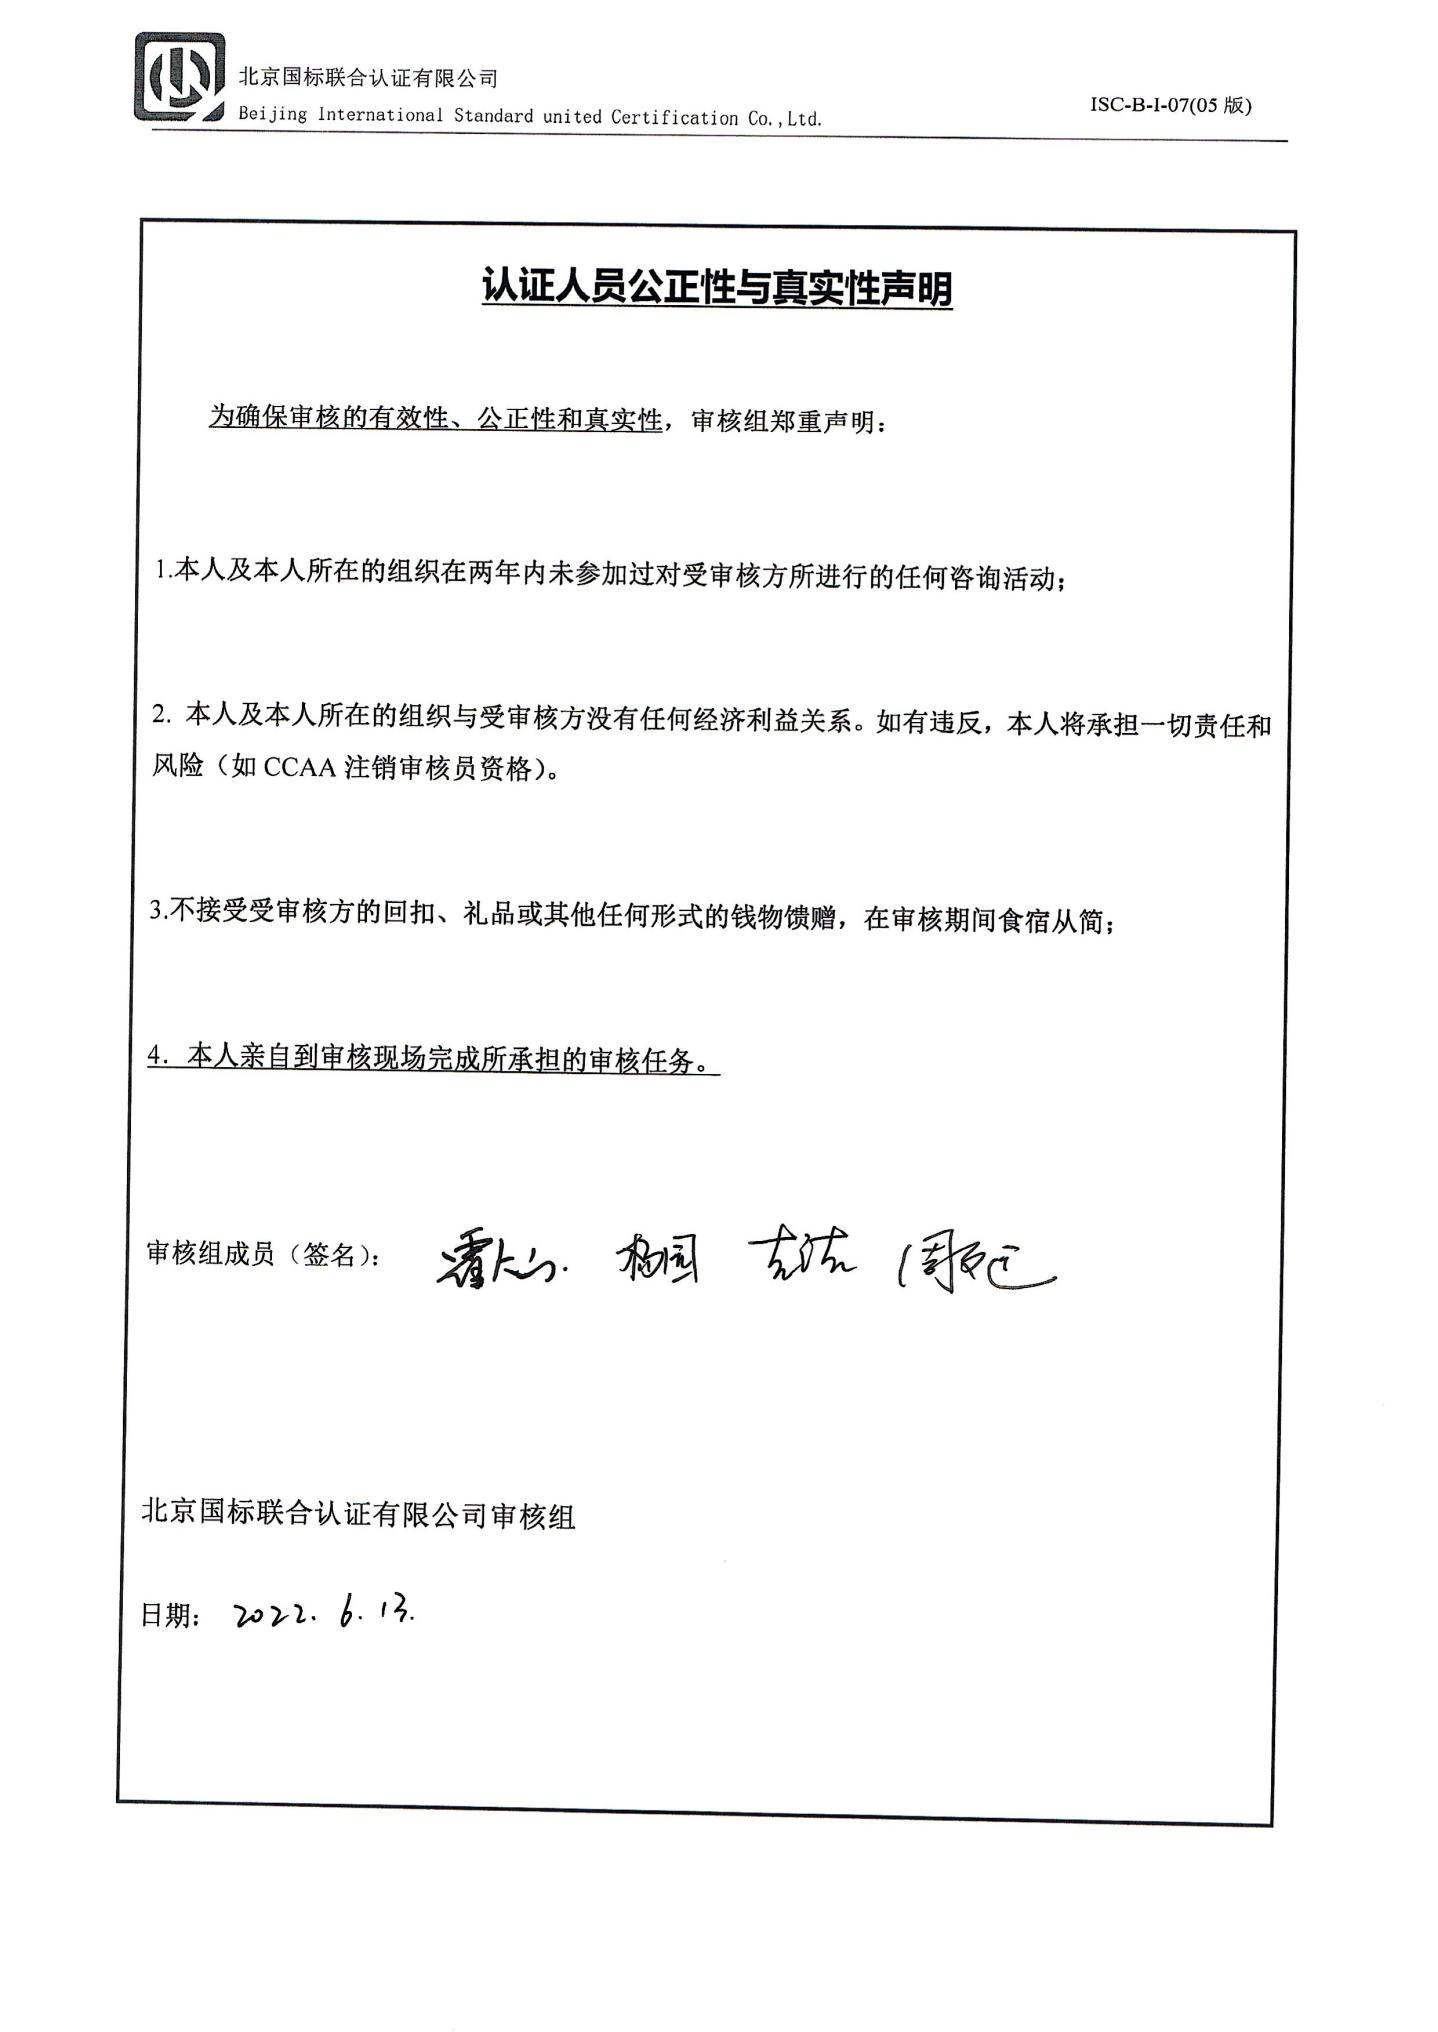 北京国标联合认证有限公司
Beijing International Standard united Certification Co.,Ltd.
ISC-B-I-07(05 版)
认证人员公正性与真实性声明
为确保审核的有效性、公正性和真实性，审核组郑重声明：
1.本人及本人所在的组织在两年内未参加过对受审核方所进行的任何咨询活动；
2. 本人及本人所在的组织与受审核方没有任何经济利益关系。如有违反，本人将承担一切责任和
风险（如 CCAA 注销审核员资格）。
3.不接受受审核方的回扣、礼品或其他任何形式的钱物馈赠，在审核期间食宿从简；
4. 本人亲自到审核现场完成所承担的审核任务。
审核组成员（签名）： 杨园 吉洁
北京国标联合认证有限公司审核组
日期： 2022. 6. 13.